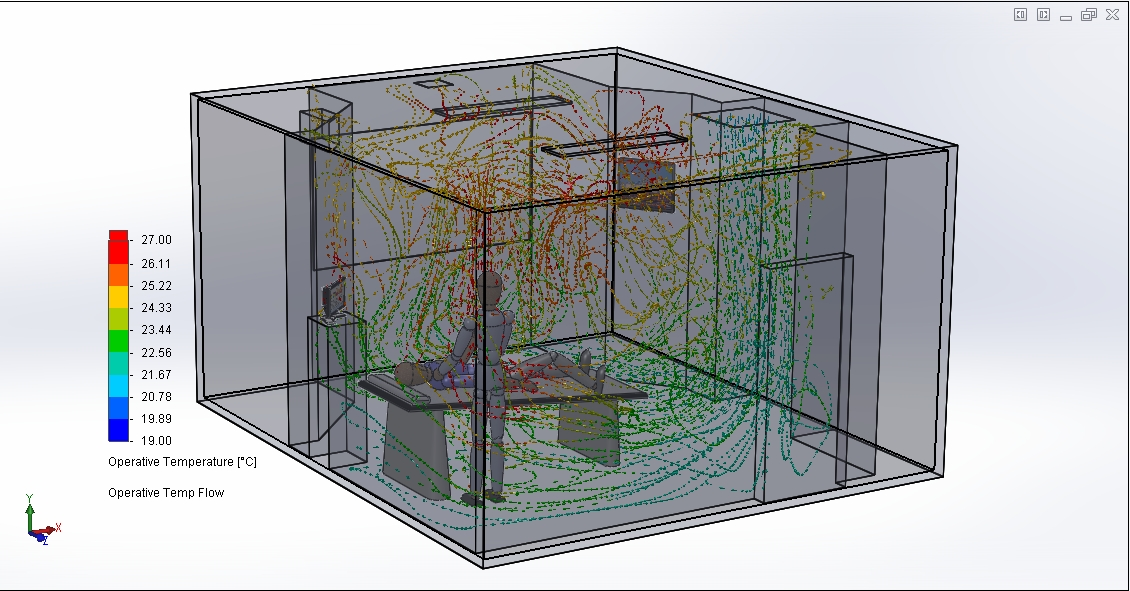 27.00
26.11
25.22
24.33
23.44
22.56
21.67
20.78
19.89
19.00
Operative Temperature [°C]
Operative Temp Flow
Y
X
Z